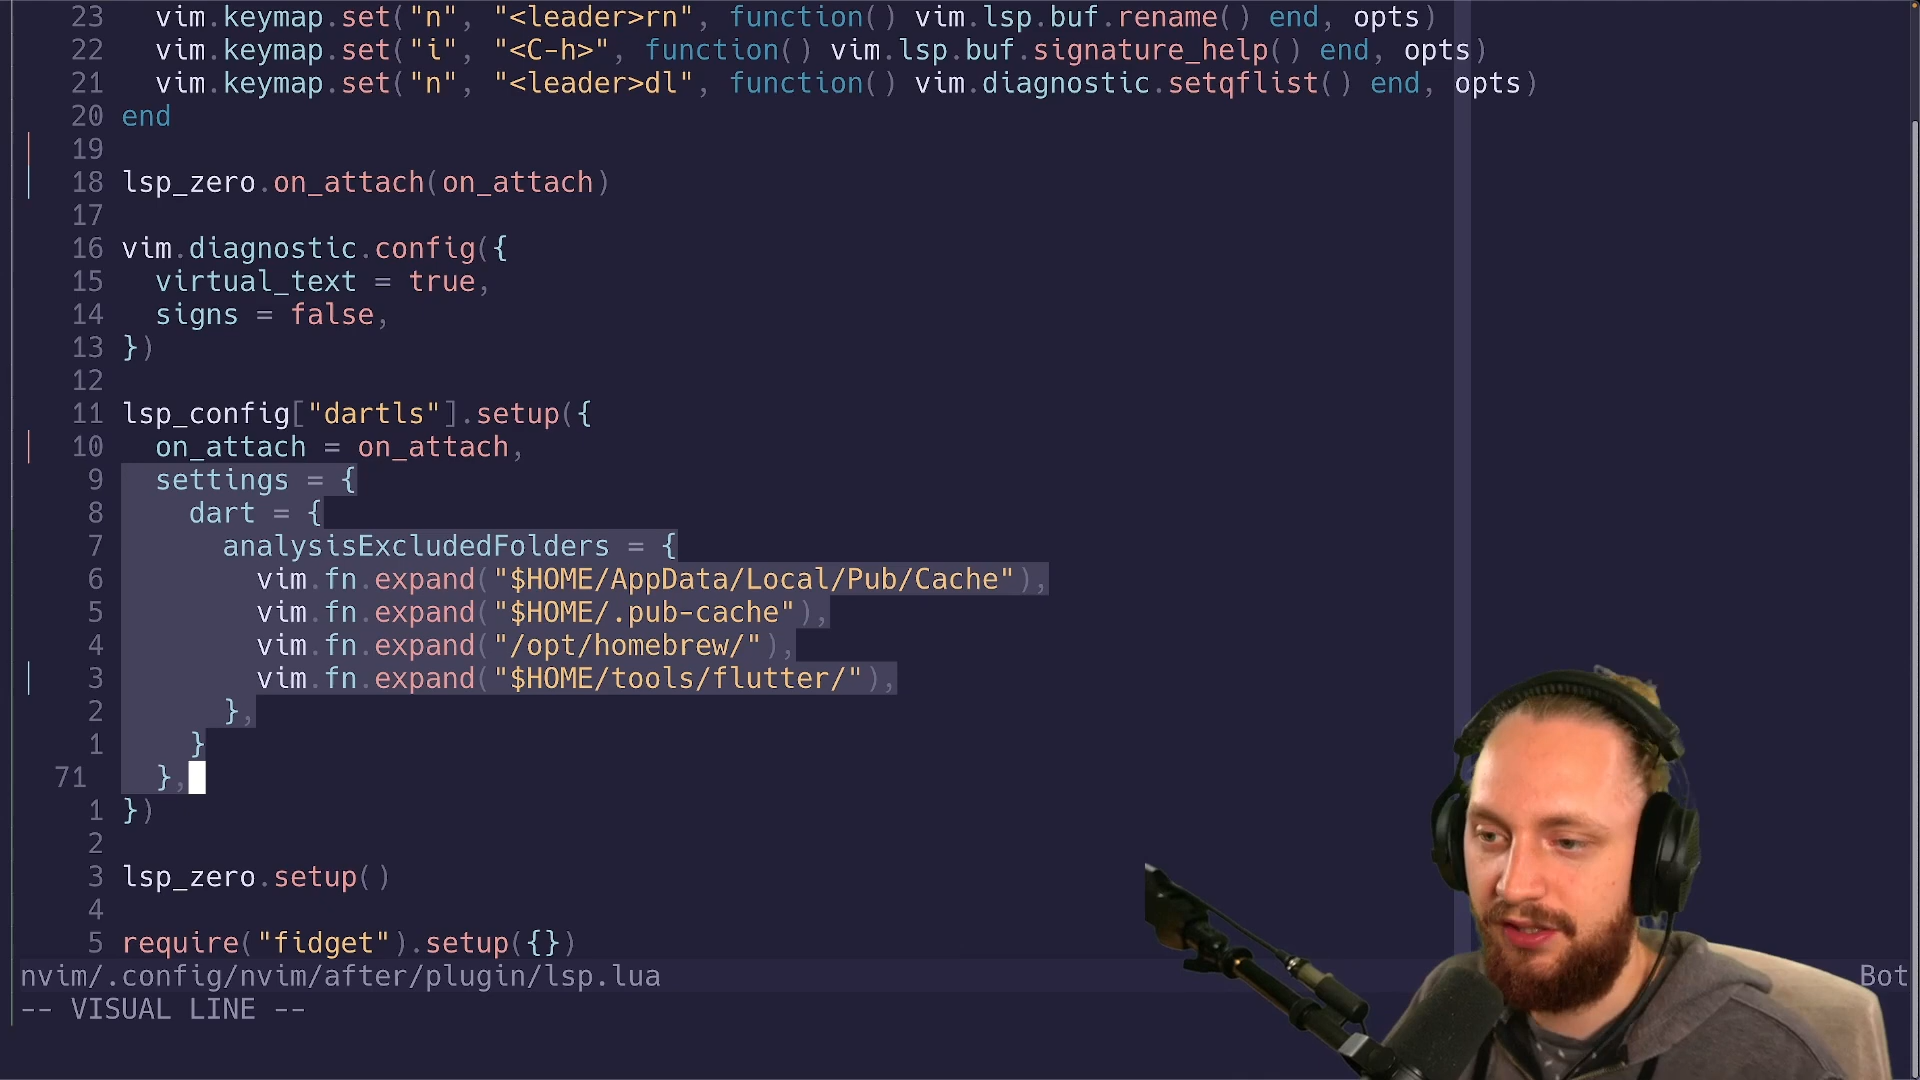 23 vim.keymap.set("n", "<leader>rn", function() vim.lsp.buf.rename() end, opts)
22 vim.keymap.set("i", "<C-h>", function() vim.lsp.buf.signature_help() end, opts)
21 vim.keymap.set("n", "<leader>dl", function() vim.diagnostic.setqflist() end, opts)
20 end
19
18 lsp_zero.on_attach(on_attach)
17
16 vim.diagnostic.config({
15 virtual_text = true,
14 signs = false,
13 })
12
11 lsp_config["dartls"].setup({
10 on_attach = on_attach,
9 settings = {
8 dart = {
7 analysisExcludedFolders = {
6 vim.fn.expand("$HOME/AppData/Local/Pub/Cache"),
5 vim.fn.expand("$HOME/.pub-cache"),
4 vim.fn.expand("/opt/homebrew/"),
3 vim.fn.expand("$HOME/tools/flutter/"),
2 },
1 }
71 },
1 })
2
3 lsp_zero.setup()
4
5 require("fidget").setup({})
nvim/.config/nvim/after/plugin/lsp.lua Bot
-- VISUAL LINE --